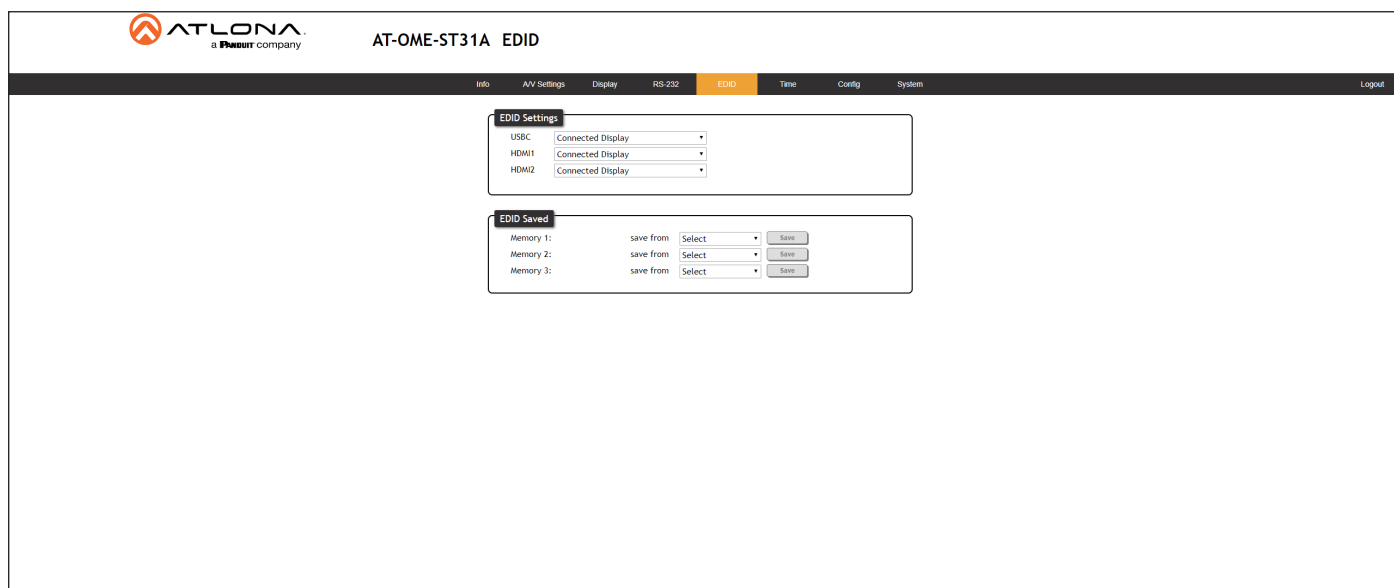 ATLONA.
a PANDUIT company
AT-OME-ST31A EDID
Info A/V Settings Display RS-232 EDID Time Config System Logout
EDID Settings
USBC Connected Display
HDMI1 Connected Display
HDMI2 Connected Display
EDID Saved
Memory 1: save from Select Save
Memory 2: save from Select Save
Memory 3: save from Select Save